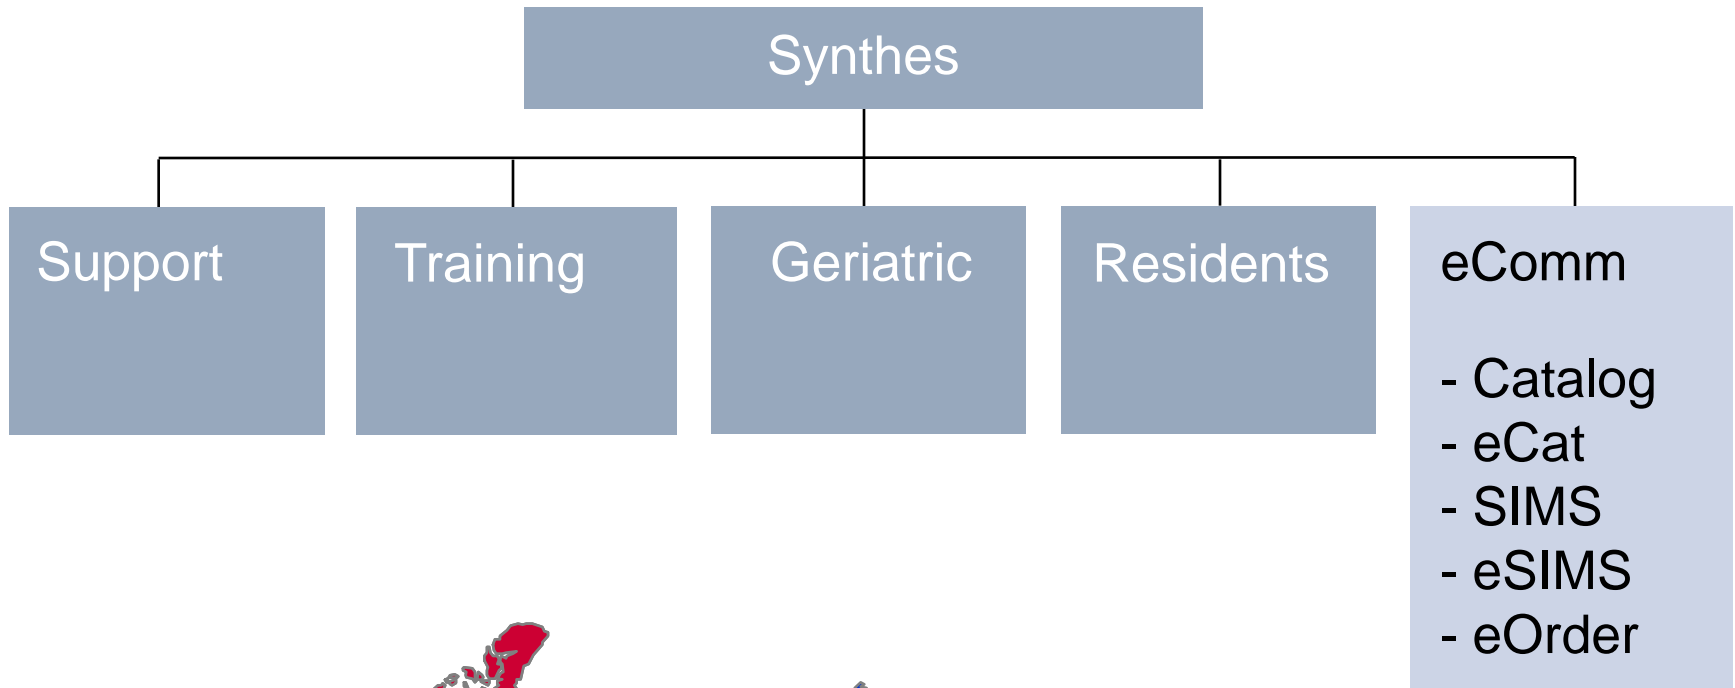 Synthes
Support
Training
Geriatric
Residents
eComm
- Catalog
- eCat
- SIMS
- eSIMS
- eOrder